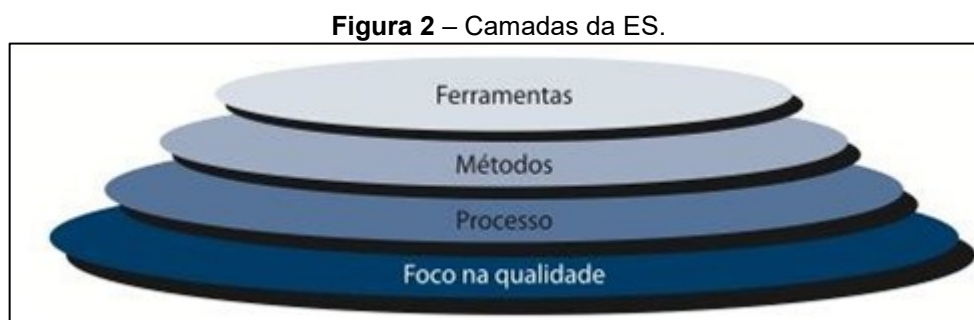 Figura 2 – Camadas da ES.
Ferramentas
Métodos
Processo
Foco na qualidade